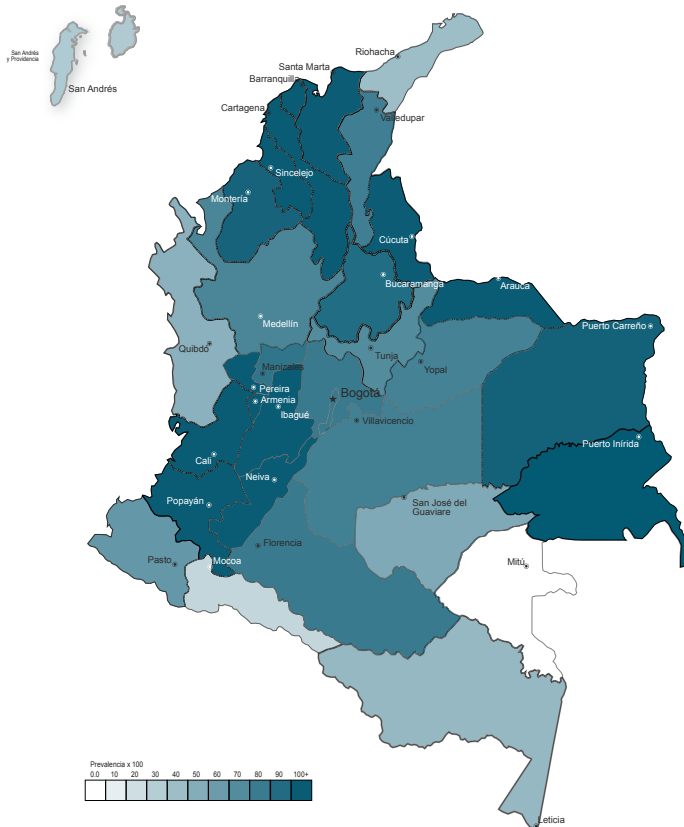 San Andrés
y Providencia
San Andrés
Riohacha
Santa Marta
Barranquilla
Cartagena
Valledupar
Sincelejo
Montería
Cúcuta
Bucaramanga
Arauca
Medellín
Puerto Carreño
Quibdó
Tunja
Yopal
Manizales
Pereira
Bogotá
Armenia
Ibagué
Villavicencio
Puerto Inírida
Cali
Neiva
Popayán
San José del
Guaviare
Florencia
Pasto
Mocoa
Mitú
Prevalencia x 100
0.0 10 20 30 40 50 60 70 80 90 100+
Leticia